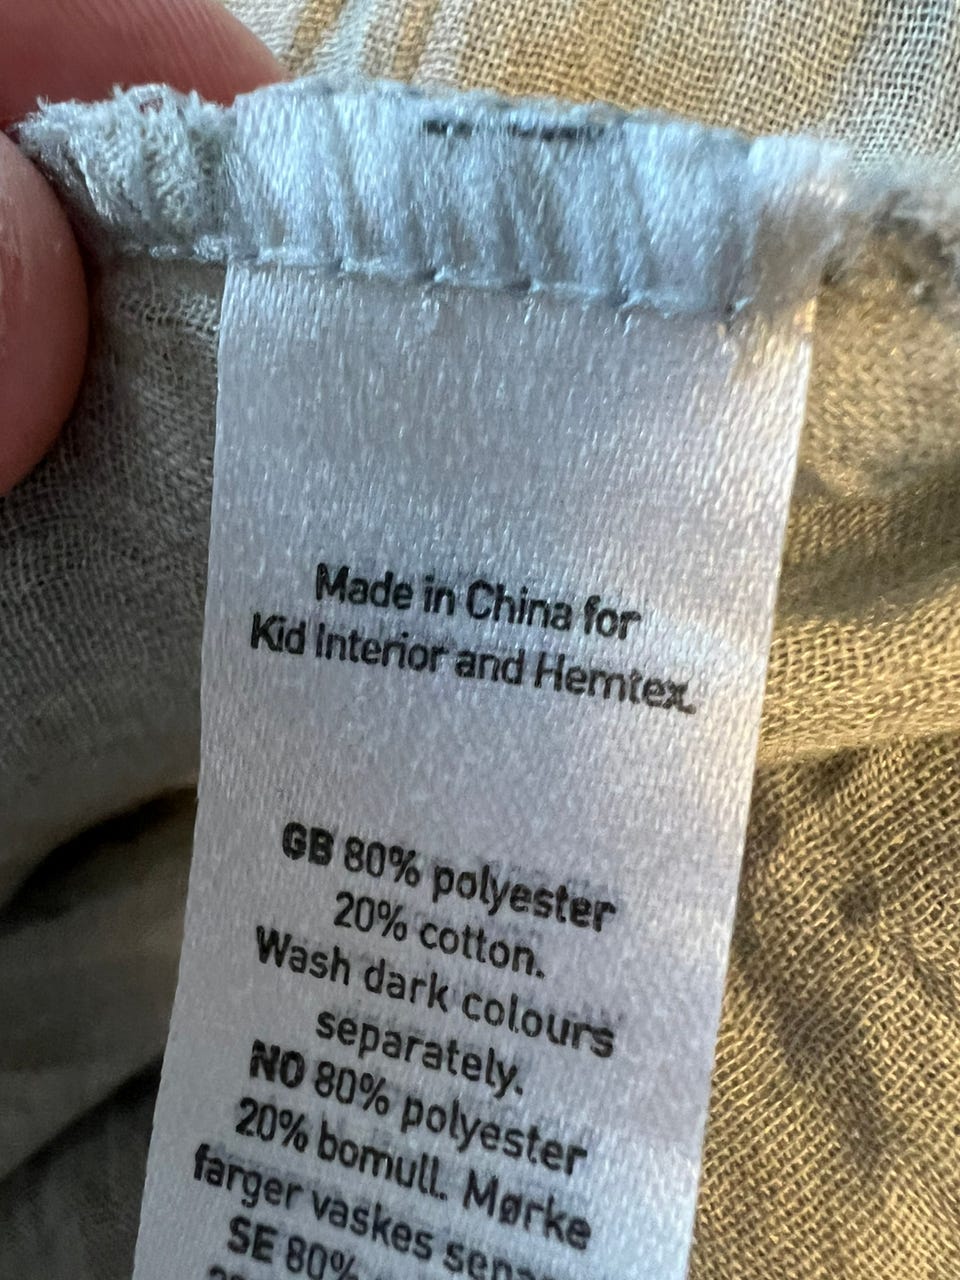 Made in China for
Kid Interior and Hemtex.
GB 80% polyester
20% cotton.
Wash dark colours
separately.
NO 80% polyester
20% bomull. Mørke
farger vaskes
SE 80%